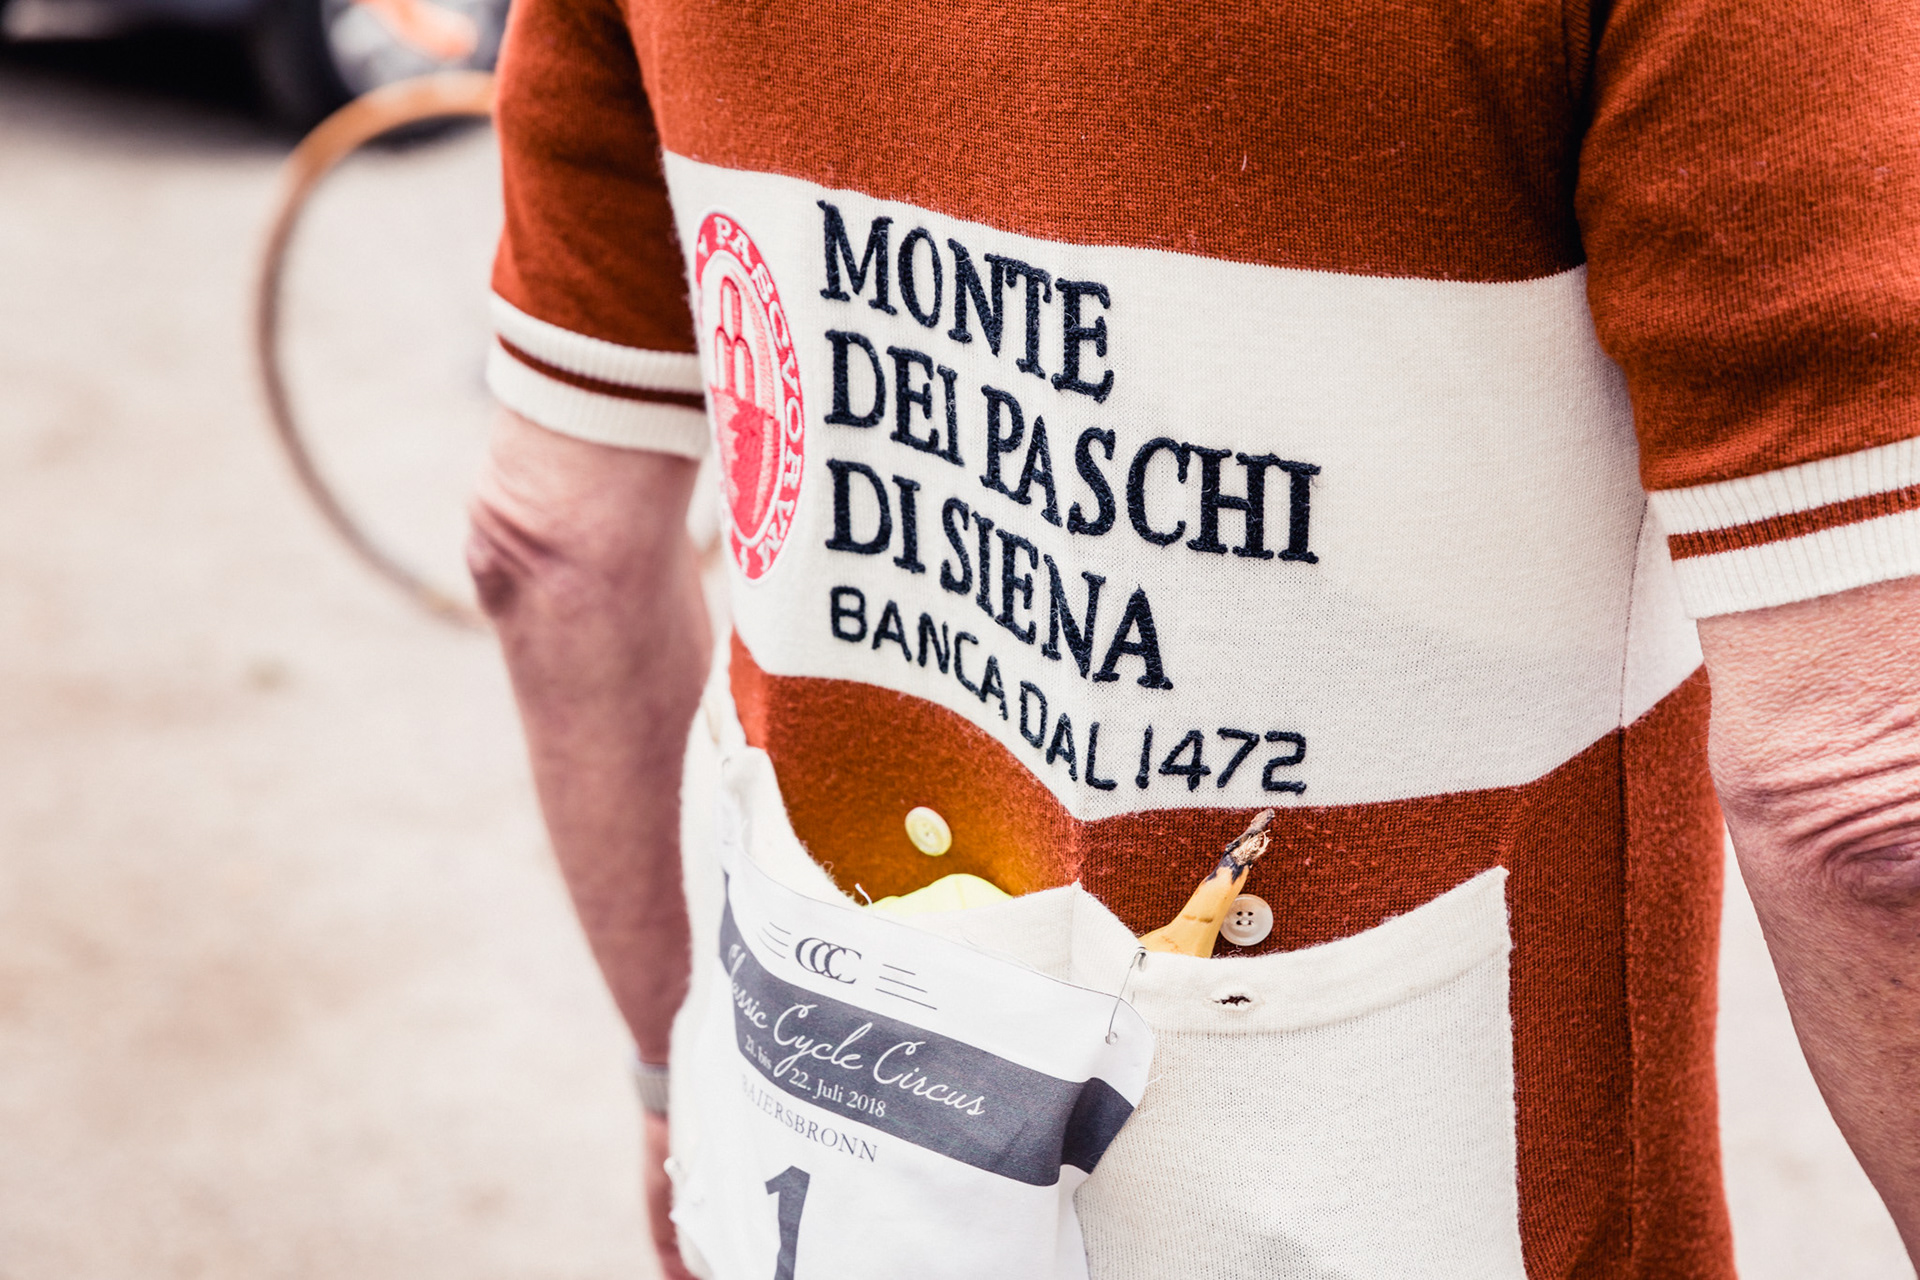 PASCVORVM
MONTE
DEI PASCHI
DI SIENA
BANCA DAL 1472
CCC
Classic Cycle Circus
21. bis 22. Juli 2018
BAIERSBRONN
1